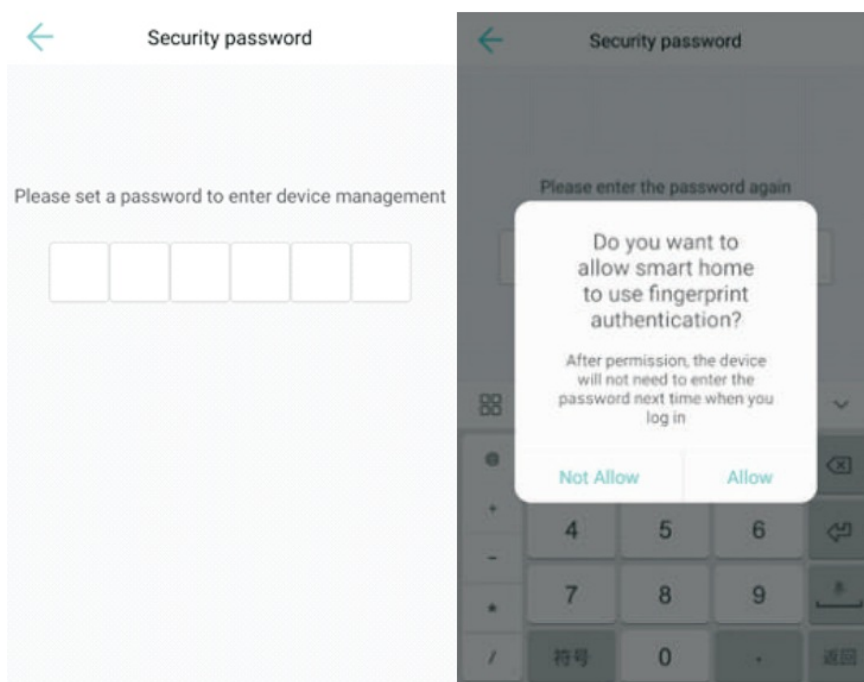 Security password
Please set a password to enter device management
Security password
Please enter the password again
Do you want to
allow smart home
to use fingerprint
authentication?
After permission, the device
will not need to enter the
password next time when you
log in
Not Allow
Allow
@
+
4
5
6
-
7
8
9
*
/
符号
0
.
返回